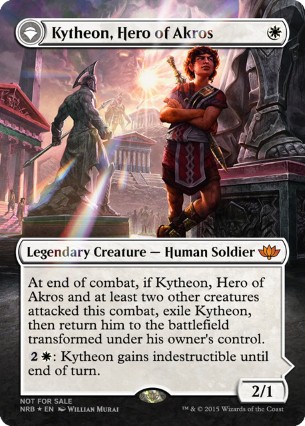 Kytheon, Hero of Akros
Legendary Creature — Human Soldier
At end of combat, if Kytheon, Hero of
Akros and at least two other creatures
attacked this combat, exile Kytheon,
then return him to the battlefield
transformed under his owner's control.
2 : Kytheon gains indestructible until
end of turn.
2/1
NOT FOR SALE
NRB ★ EN Willian Murai
™ & © 2015 Wizards of the Coast